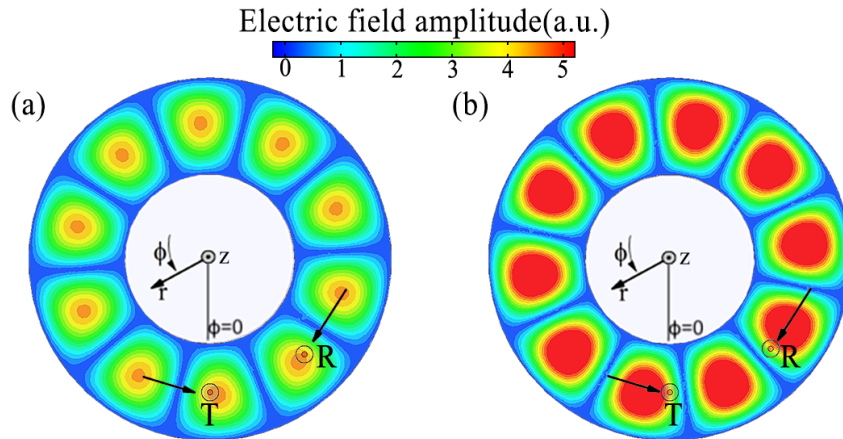 Electric field amplitude(a.u.)
0 1 2 3 4 5
(a)
ϕ
z
r
ϕ=0
R
T
(b)
ϕ
z
r
ϕ=0
R
T